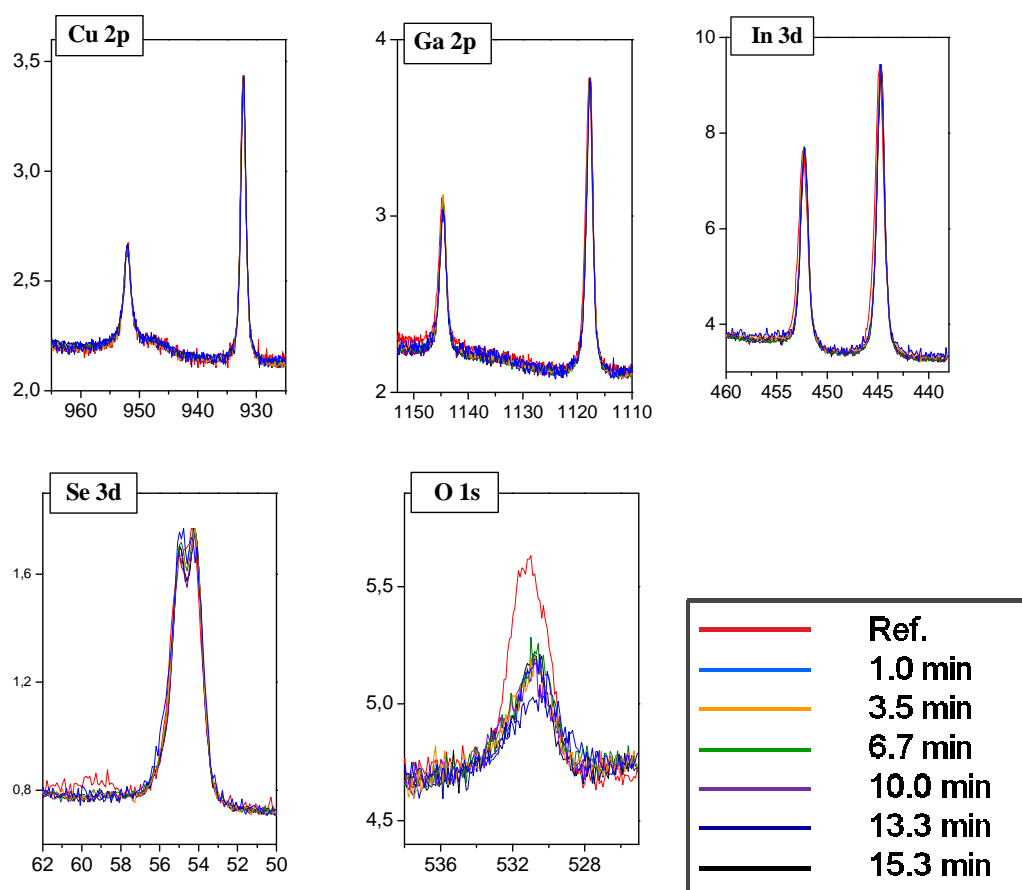 Cu 2p
3,5
3,0
2,5
2,0
960 950 940 930
Ga 2p
4
3
2
1150 1140 1130 1120 1110
In 3d
10
8
6
4
460 455 450 445 440
Se 3d
1,6
1,2
0,8
62 60 58 56 54 52 50
O 1s
5,5
5,0
4,5
536 532 528
Ref.
1.0 min
3.5 min
6.7 min
10.0 min
13.3 min
15.3 min